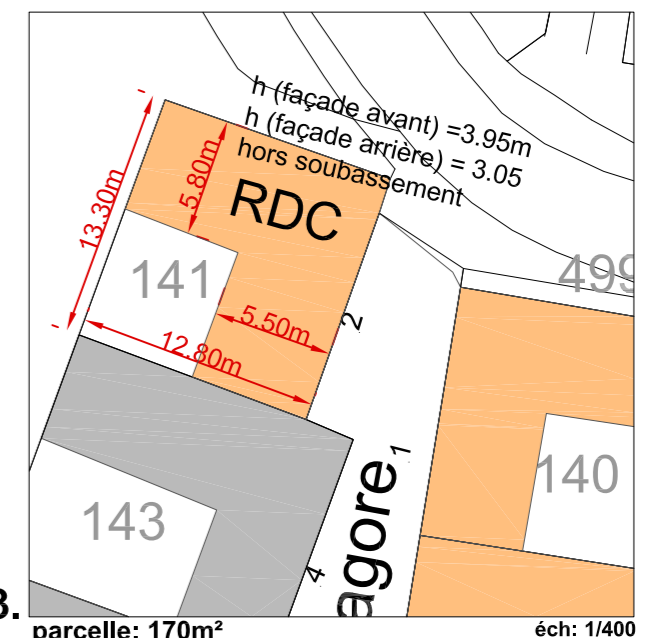 h (façade avant) =3.95m
h (façade arrière) = 3.05
hors soubassement
RDC
5.80m
13.30m
141
499
5.50m
12.80m
2
1
140
143
agore
4
3.
parcelle: 170m²
éch: 1/400